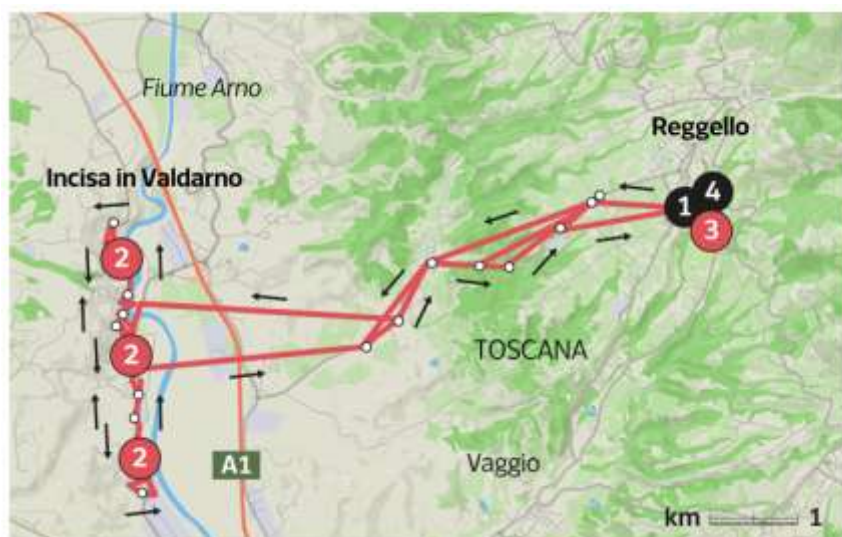 Fiume Arno
Reggello
Incisa in Valdarno
1
4
2
3
TOSCANA
2
Vaggio
2
A1
km 1